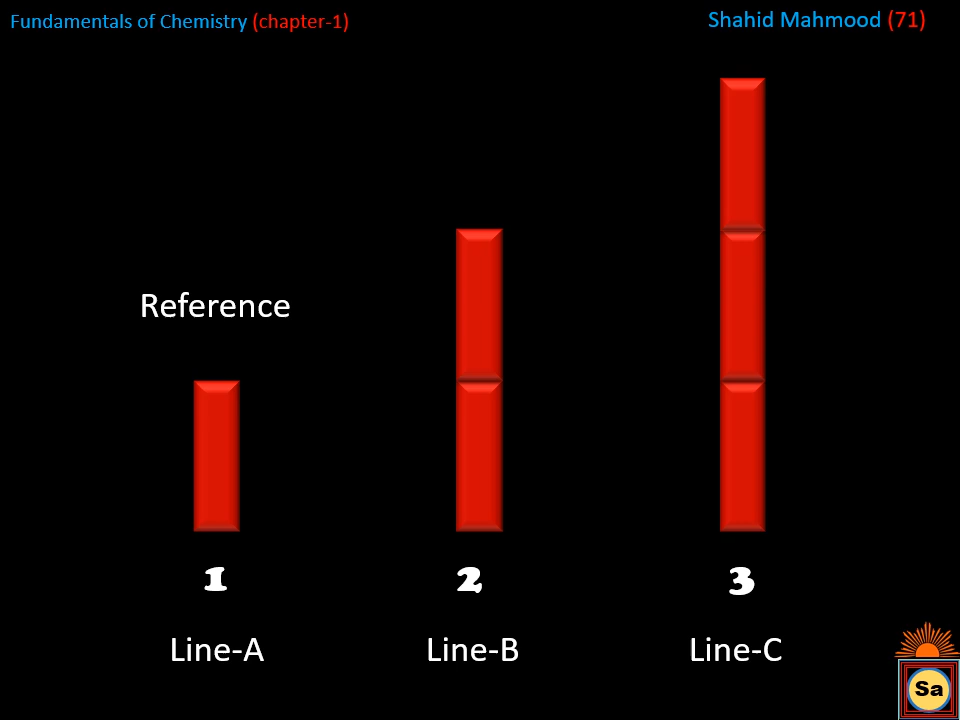 Fundamentals of Chemistry (chapter-1)
Shahid Mahmood (71)
Reference
1 2 3
Line-A Line-B Line-C
Sa